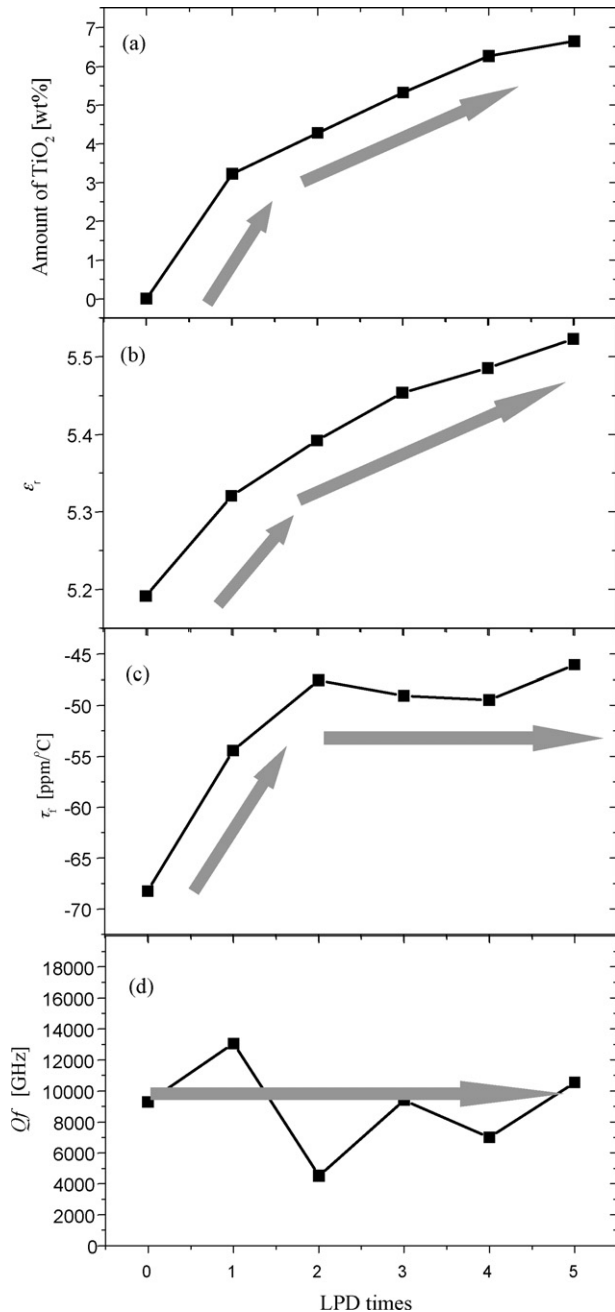 (a)
Amount of TiO2 [wt%]
7
6
5
4
3
2
1
0
(b)
εr
5.5
5.4
5.3
5.2
(c)
τf [ppm/°C]
-45
-50
-55
-60
-65
-70
(d)
Qf [GHz]
18000
16000
14000
12000
10000
8000
6000
4000
2000
0
0 1 2 3 4 5
LPD times